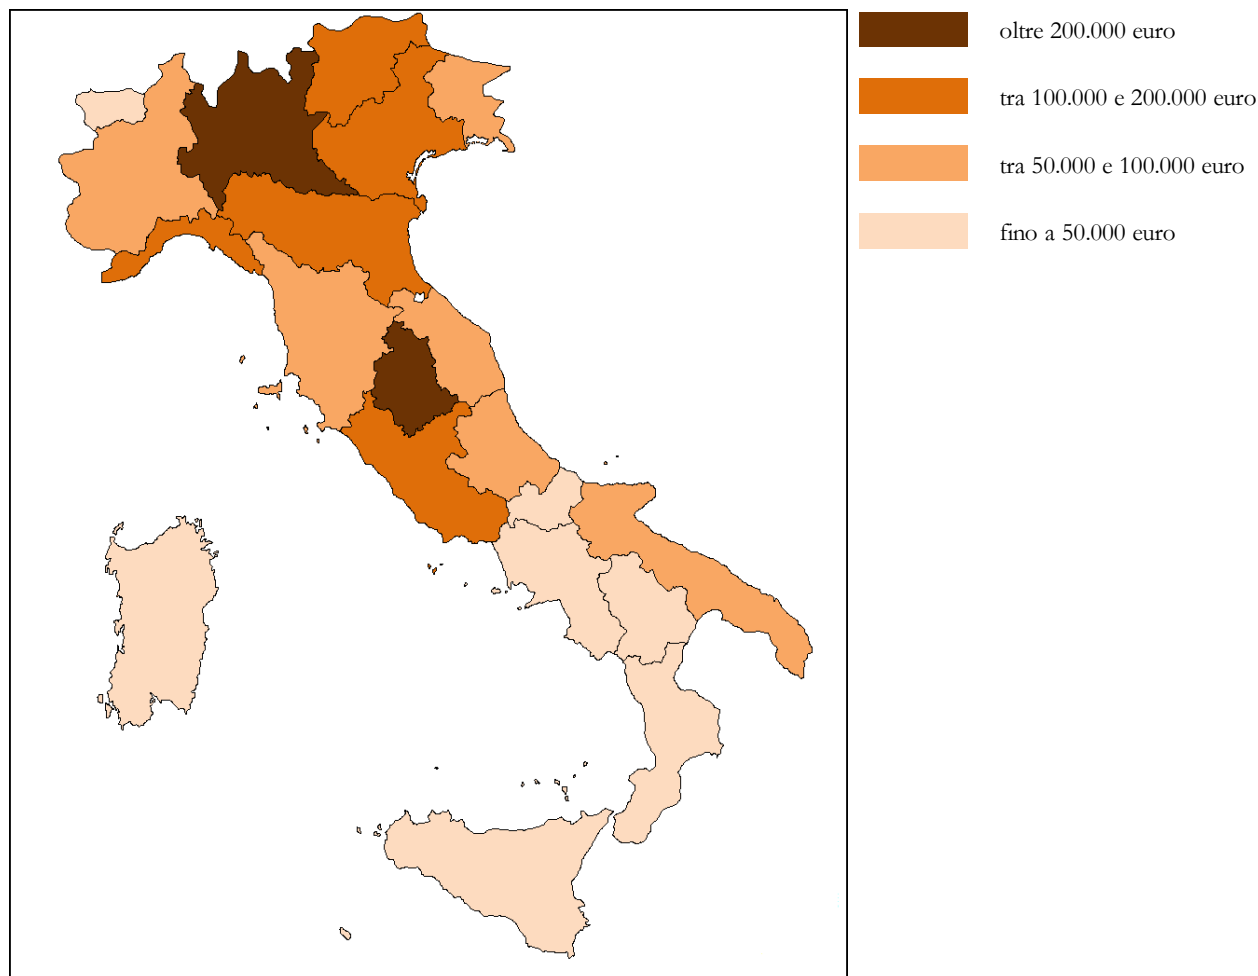 oltre 200.000 euro
tra 100.000 e 200.000 euro
tra 50.000 e 100.000 euro
fino a 50.000 euro